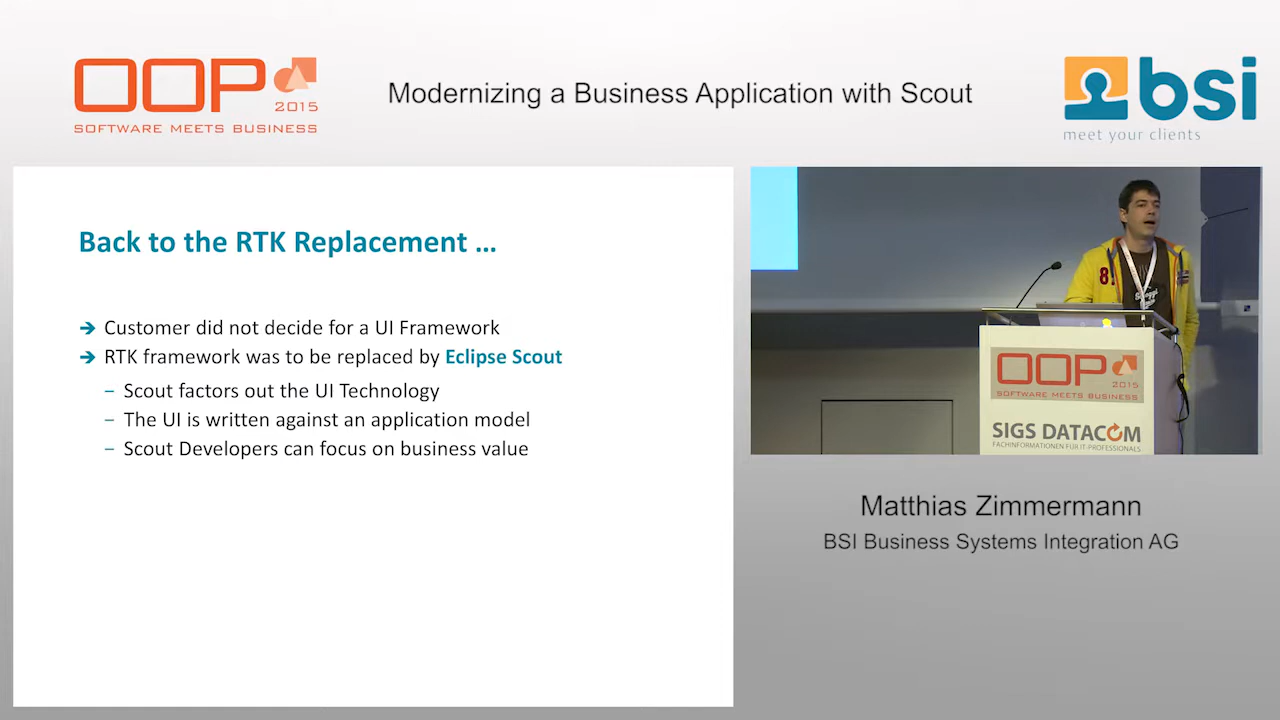 OOP
2015
SOFTWARE MEETS BUSINESS
Modernizing a Business Application with Scout
bsi
meet your clients
Back to the RTK Replacement ...
➔ Customer did not decide for a UI Framework
➔ RTK framework was to be replaced by Eclipse Scout
– Scout factors out the UI Technology
– The UI is written against an application model
– Scout Developers can focus on business value
8
OOP
2015
SOFTWARE MEETS BUSINESS
SIGS DATACOM
FACHINFORMATIONEN FÜR IT-PROFESSIONALS
Matthias Zimmermann
BSI Business Systems Integration AG